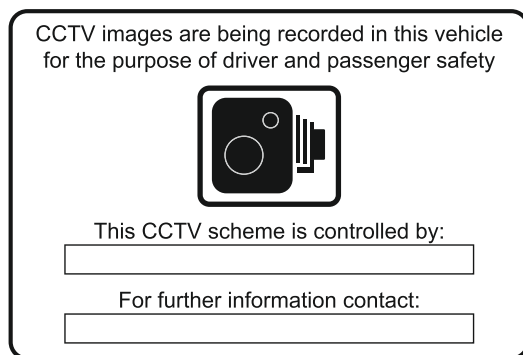 CCTV images are being recorded in this vehicle
for the purpose of driver and passenger safety
This CCTV scheme is controlled by:
For further information contact: